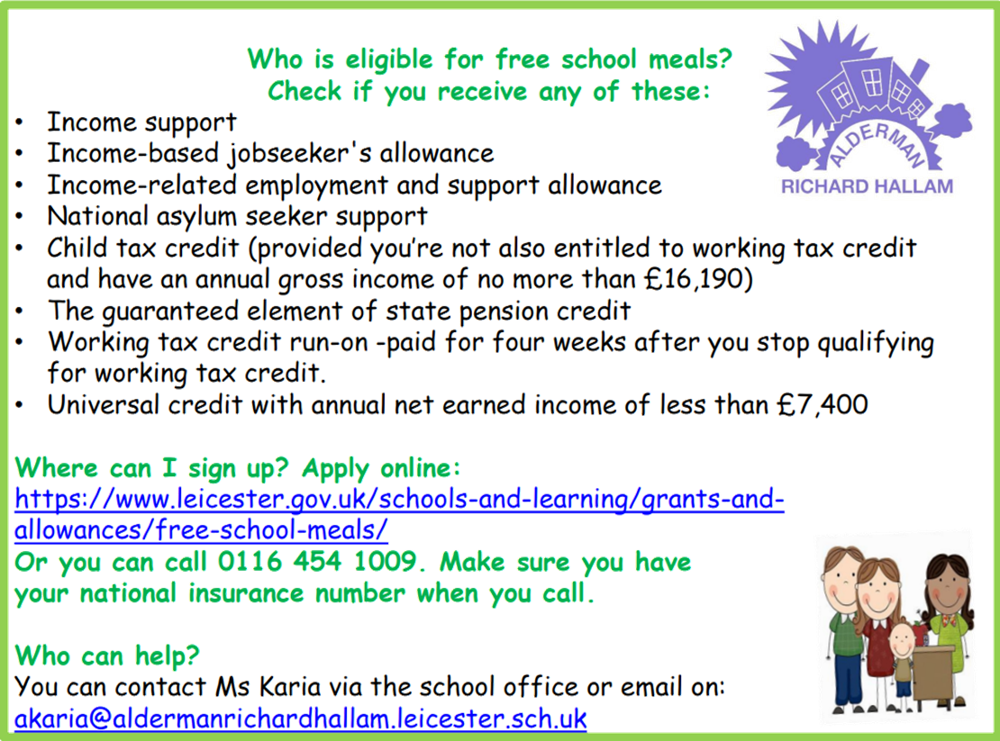 Who is eligible for free school meals?
Check if you receive any of these:
ALDERMAN
RICHARD HALLAM
• Income support
• Income-based jobseeker's allowance
• Income-related employment and support allowance
• National asylum seeker support
• Child tax credit (provided you’re not also entitled to working tax credit
and have an annual gross income of no more than £16,190)
• The guaranteed element of state pension credit
• Working tax credit run-on -paid for four weeks after you stop qualifying
for working tax credit.
• Universal credit with annual net earned income of less than £7,400
Where can I sign up? Apply online:
https://www.leicester.gov.uk/schools-and-learning/grants-and-
allowances/free-school-meals/
Or you can call 0116 454 1009. Make sure you have
your national insurance number when you call.
Who can help?
You can contact Ms Karia via the school office or email on:
akaria@aldermanrichardhallam.leicester.sch.uk